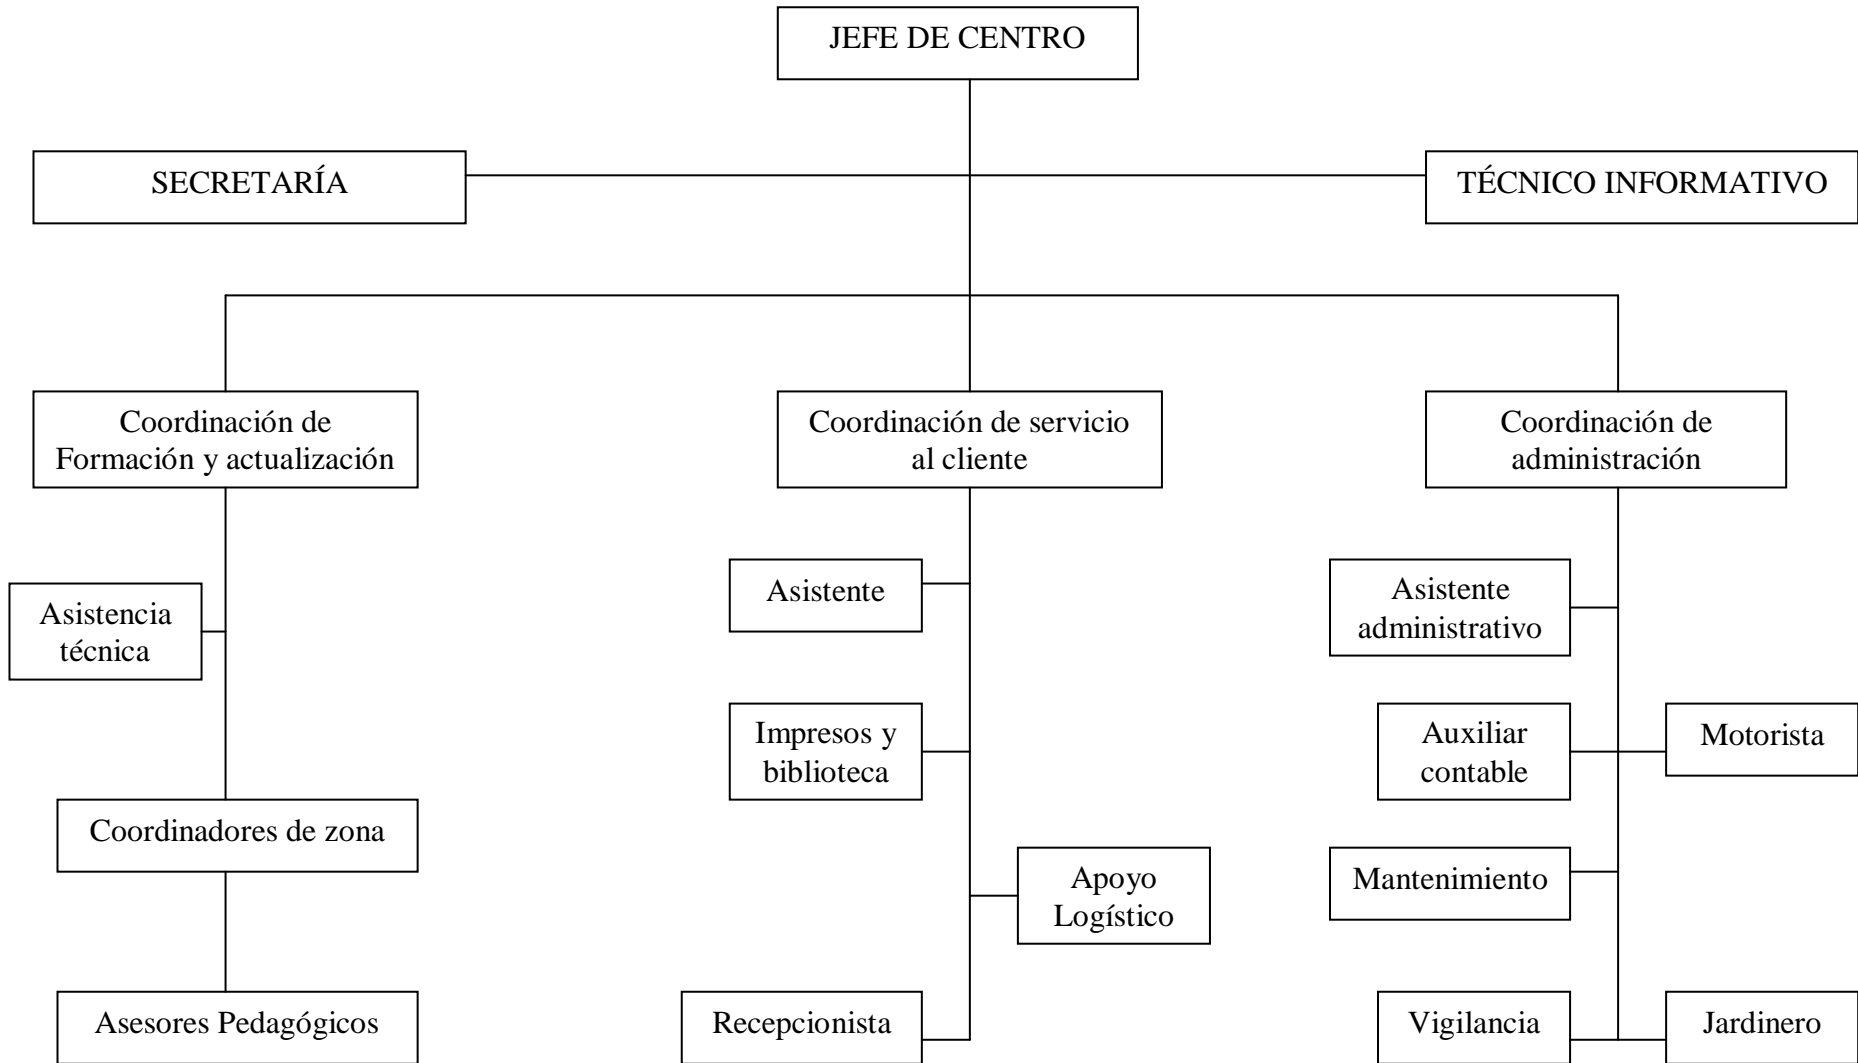 JEFE DE CENTRO
SECRETARÍA
TÉCNICO INFORMATIVO
Coordinación de
Formación y actualización
Coordinación de servicio
al cliente
Coordinación de
administración
Asistencia
técnica
Coordinadores de zona
Asesores Pedagógicos
Asistente
Impresos y
biblioteca
Apoyo
Logístico
Recepcionista
Asistente
administrativo
Auxiliar
contable
Motorista
Mantenimiento
Vigilancia
Jardinero